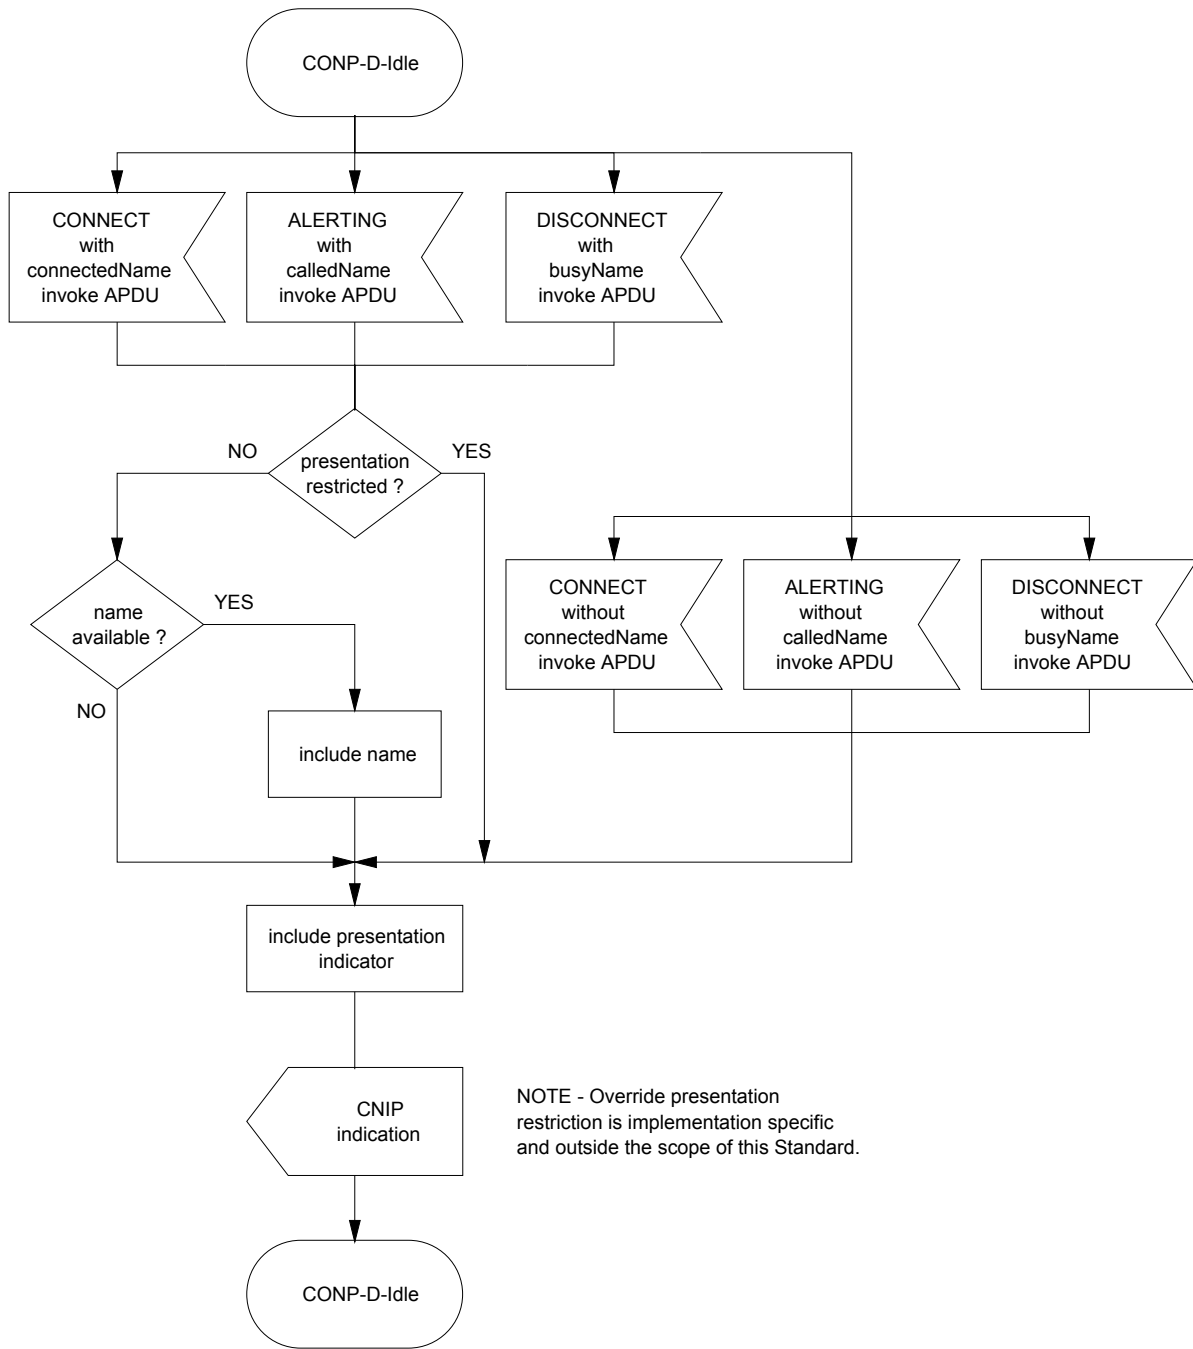 CONP-D-Idle
CONNECT
with
connectedName
invoke APDU
ALERTING
with
calledName
invoke APDU
DISCONNECT
with
busyName
invoke APDU
NO
YES
presentation
restricted ?
name
available ?
YES
NO
CONNECT
without
connectedName
invoke APDU
ALERTING
without
calledName
invoke APDU
DISCONNECT
without
busyName
invoke APDU
include name
include presentation
indicator
CNIP
indication
NOTE - Override presentation
restriction is implementation specific
and outside the scope of this Standard.
CONP-D-Idle